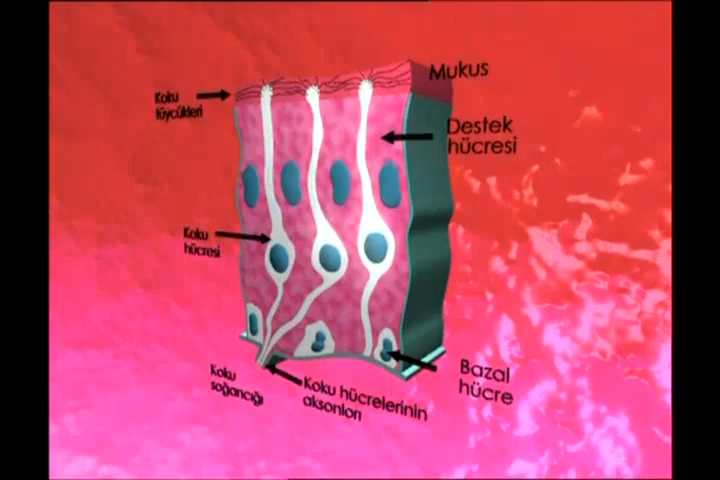 Mukus
Koku
tüycükleri
Destek
hücresi
Koku
hücresi
Koku
soğancığı
Koku hücrelerinin
aksonları
Bazal
hücre